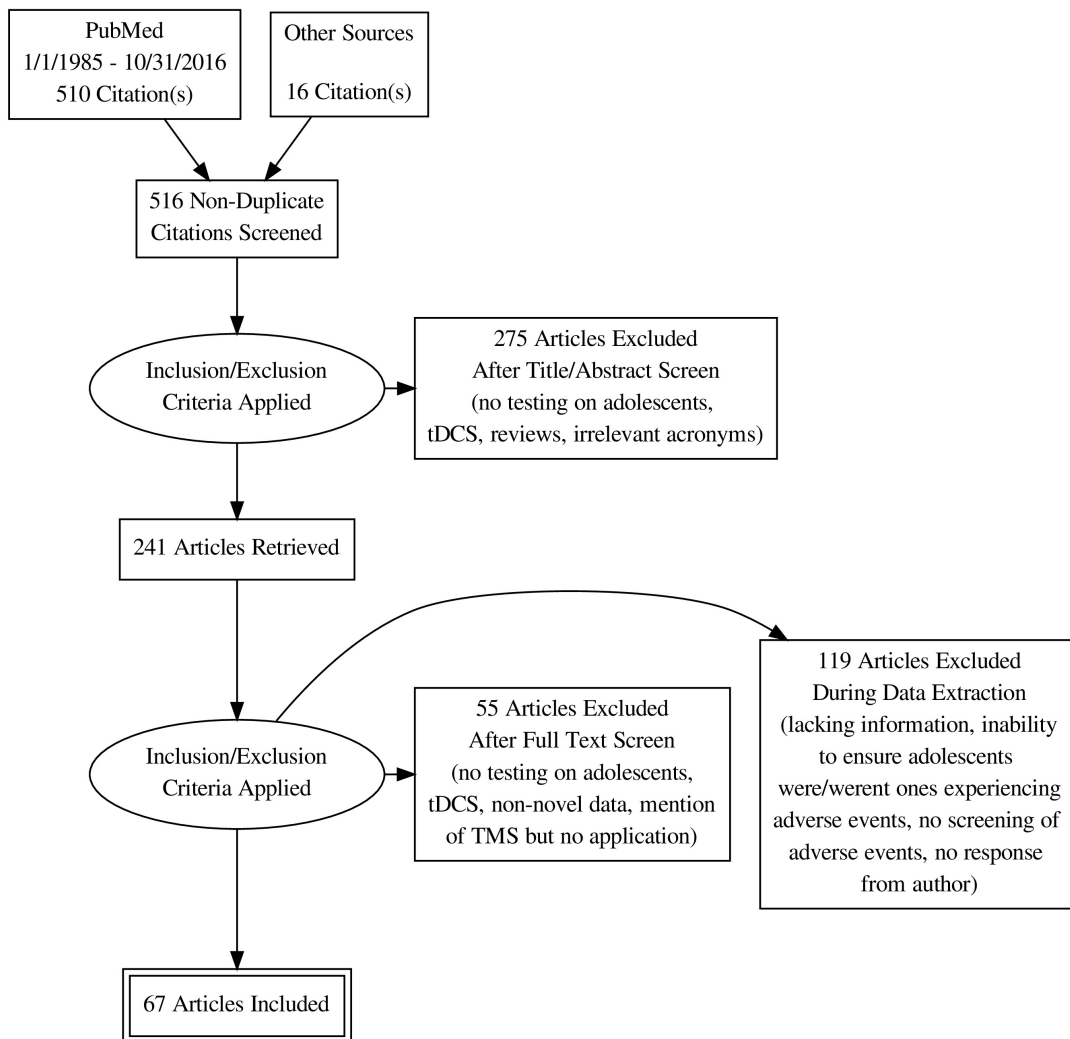 PubMed
1/1/1985 - 10/31/2016
510 Citation(s)
Other Sources
16 Citation(s)
516 Non-Duplicate
Citations Screened
Inclusion/Exclusion
Criteria Applied
275 Articles Excluded
After Title/Abstract Screen
(no testing on adolescents,
tDCS, reviews, irrelevant acronyms)
241 Articles Retrieved
Inclusion/Exclusion
Criteria Applied
55 Articles Excluded
After Full Text Screen
(no testing on adolescents,
tDCS, non-novel data, mention
of TMS but no application)
119 Articles Excluded
During Data Extraction
(lacking information, inability
to ensure adolescents
were/werent ones experiencing
adverse events, no screening of
adverse events, no response
from author)
67 Articles Included